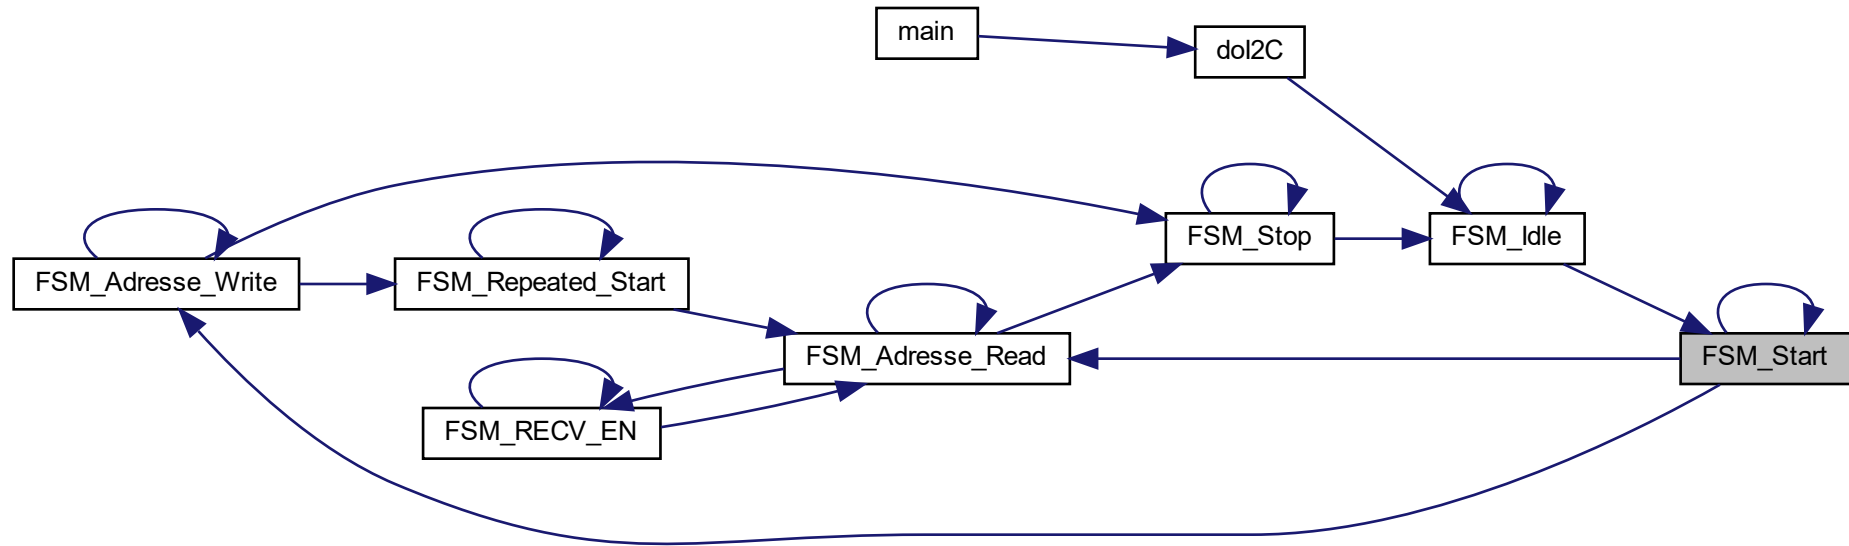 main
doI2C
FSM_Stop
FSM_Idle
FSM_Adresse_Write
FSM_Repeated_Start
FSM_Adresse_Read
FSM_Start
FSM_RECV_EN